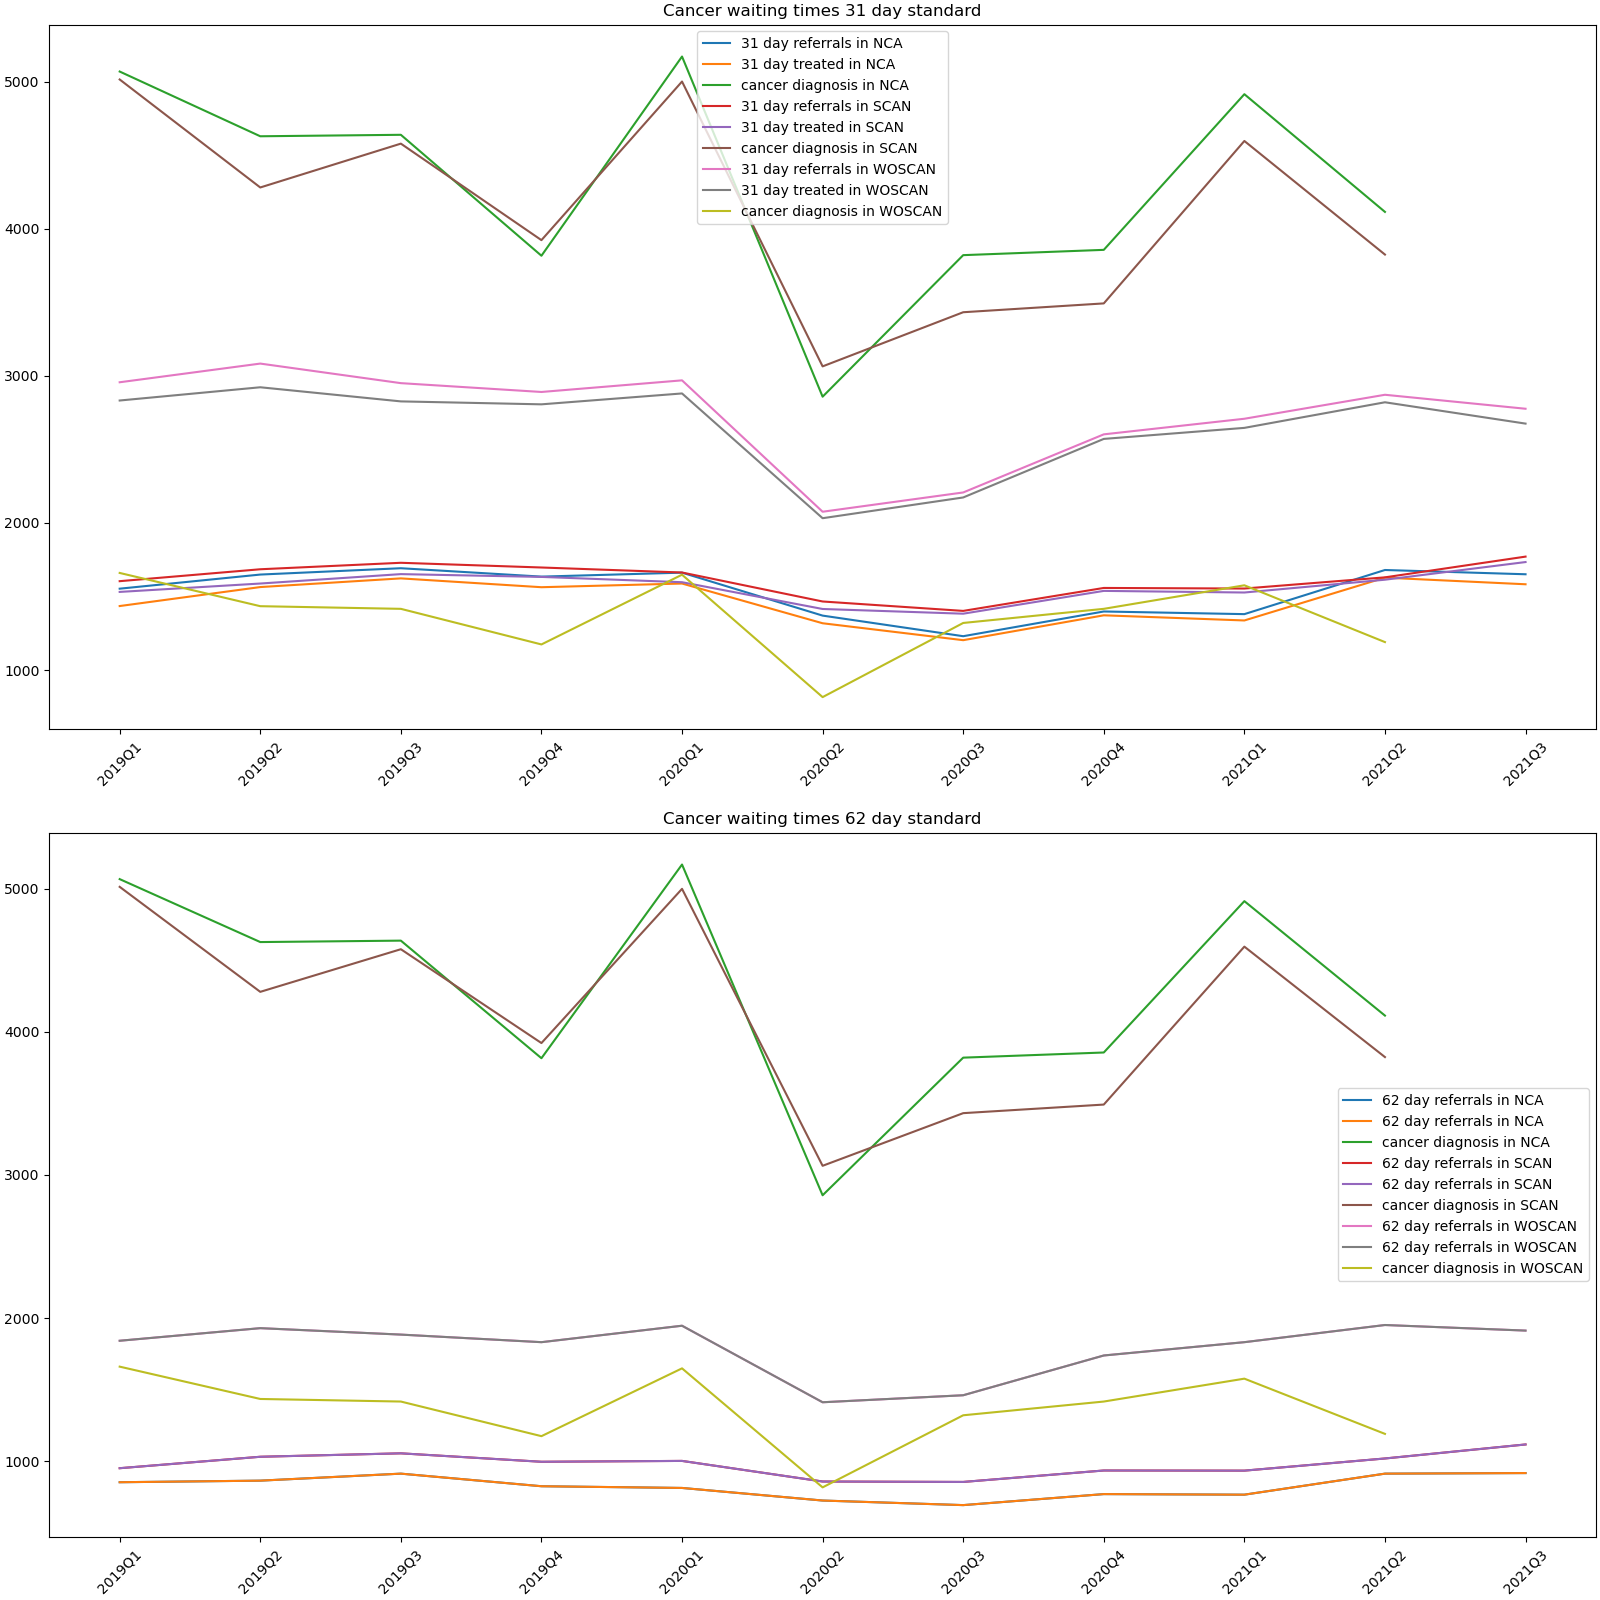 Cancer waiting times 31 day standard
31 day referrals in NCA
31 day treated in NCA
cancer diagnosis in NCA
31 day referrals in SCAN
31 day treated in SCAN
cancer diagnosis in SCAN
31 day referrals in WOSCAN
31 day treated in WOSCAN
cancer diagnosis in WOSCAN
5000
4000
3000
2000
1000
2019Q1
2019Q2
2019Q3
2019Q4
2020Q1
2020Q2
2020Q3
2020Q4
2021Q1
2021Q2
2021Q3
Cancer waiting times 62 day standard
5000
4000
3000
2000
1000
62 day referrals in NCA
62 day referrals in NCA
cancer diagnosis in NCA
62 day referrals in SCAN
62 day referrals in SCAN
cancer diagnosis in SCAN
62 day referrals in WOSCAN
62 day referrals in WOSCAN
cancer diagnosis in WOSCAN
2019Q1
2019Q2
2019Q3
2019Q4
2020Q1
2020Q2
2020Q3
2020Q4
2021Q1
2021Q2
2021Q3